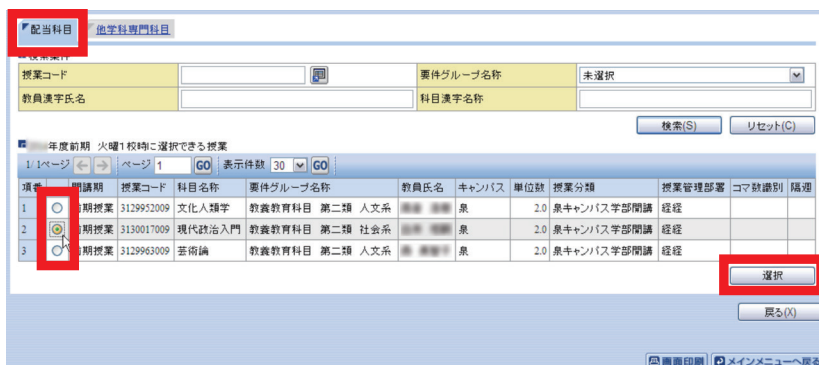 配当科目 他学科専門科目
検索条件
授業コード 要件グループ名称 未選択
教員漢字氏名 科目漢字名称
検索(S) リセット(C)
年度前期 火曜1校時に選択できる授業
1/1ページ ページ 1 GO 表示件数 30 GO
項番 開講期 授業コード 科目名称 要件グループ名称 教員氏名 キャンパス 単位数 授業分類 授業管理部署 コマ数識別 隔週
1 期授業 3129952009 文化人類学 教養教育科目 第二類 人文系 泉 2.0 泉キャンパス学部開講 経経
2 期授業 3130017009 現代政治入門 教養教育科目 第二類 社会系 泉 2.0 泉キャンパス学部開講 経経
3 期授業 3129963009 芸術論 教養教育科目 第二類 人文系 泉 2.0 泉キャンパス学部開講 経経
選択
戻る(X)
画面印刷 メインメニューへ戻る